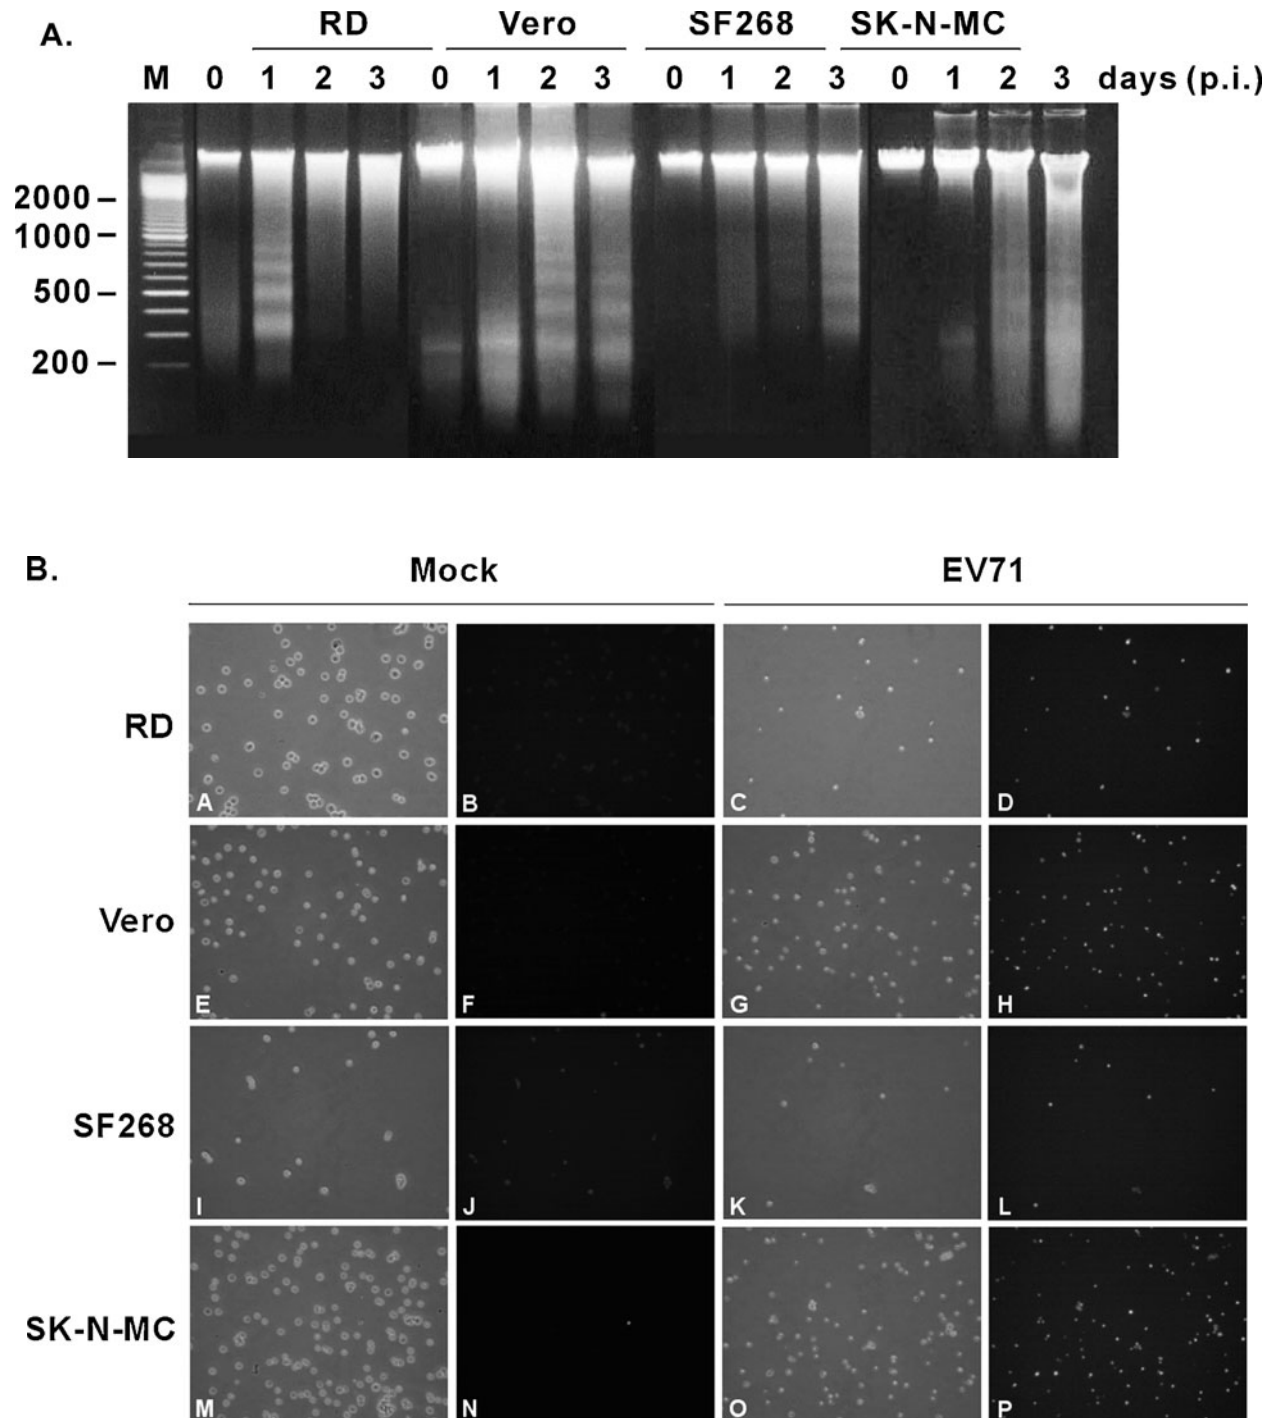 A.
RD Vero SF268 SK-N-MC
M 0 1 2 3 0 1 2 3 0 1 2 3 0 1 2 3 days (p.i.)
2000
1000
500
200
B.
Mock EV71
RD
A B C D
Vero
E F G H
SF268
I J K L
SK-N-MC
M N O P